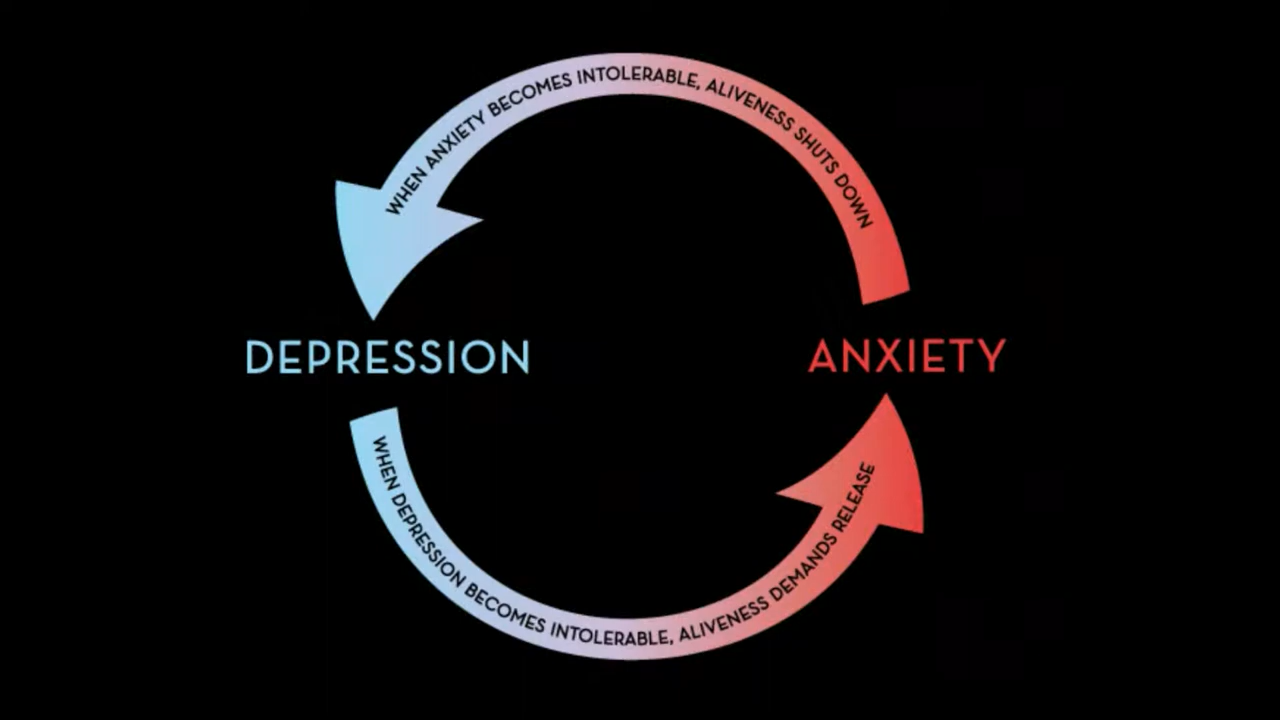 WHEN ANXIETY BECOMES INTOLERABLE, ALIVENESS SHUTS DOWN
DEPRESSION
ANXIETY
WHEN DEPRESSION BECOMES INTOLERABLE, ALIVENESS DEMANDS RELEASE